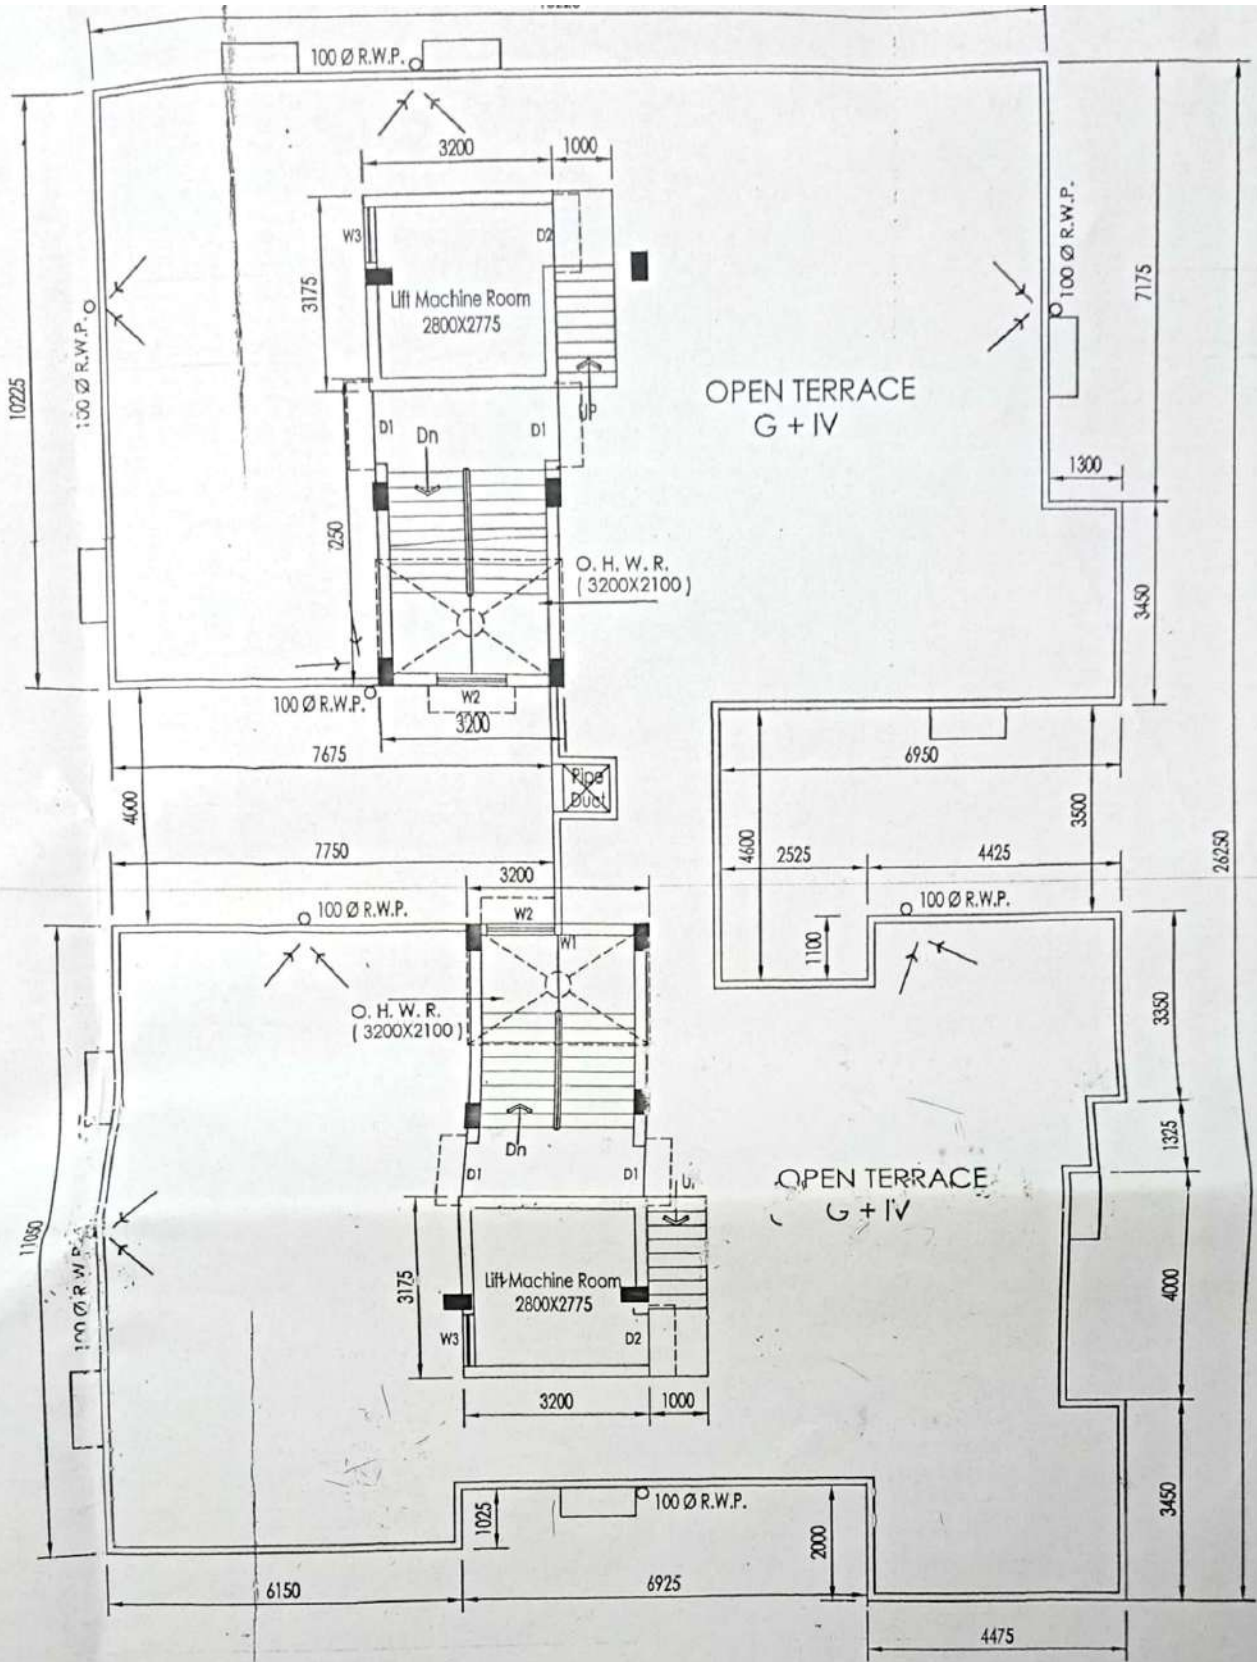 100 Ø R.W.P.
3200
1000
W3
D2
3175
Lift Machine Room
2800X2775
100 Ø R.W.P.
7175
10225
100 Ø R.W.P.
OPEN TERRACE
G + IV
UP
D1
Dn
D1
1300
O. H. W. R.
( 3200X2100 )
3450
100 Ø R.W.P.
W2
3200
7675
Pipe
Duct
6950
4000
3500
26250
7750
4600
2525
4425
3200
100 Ø R.W.P.
W2
100 Ø R.W.P.
W1
1100
O. H. W. R.
( 3200X2100 )
3350
Dn
1325
D1
D1
OPEN TERRACE
G + IV
11050
3175
Lift Machine Room
2800X2775
4000
W3
D2
3200
1000
1025
100 Ø R.W.P.
2000
3450
6150
6925
4475